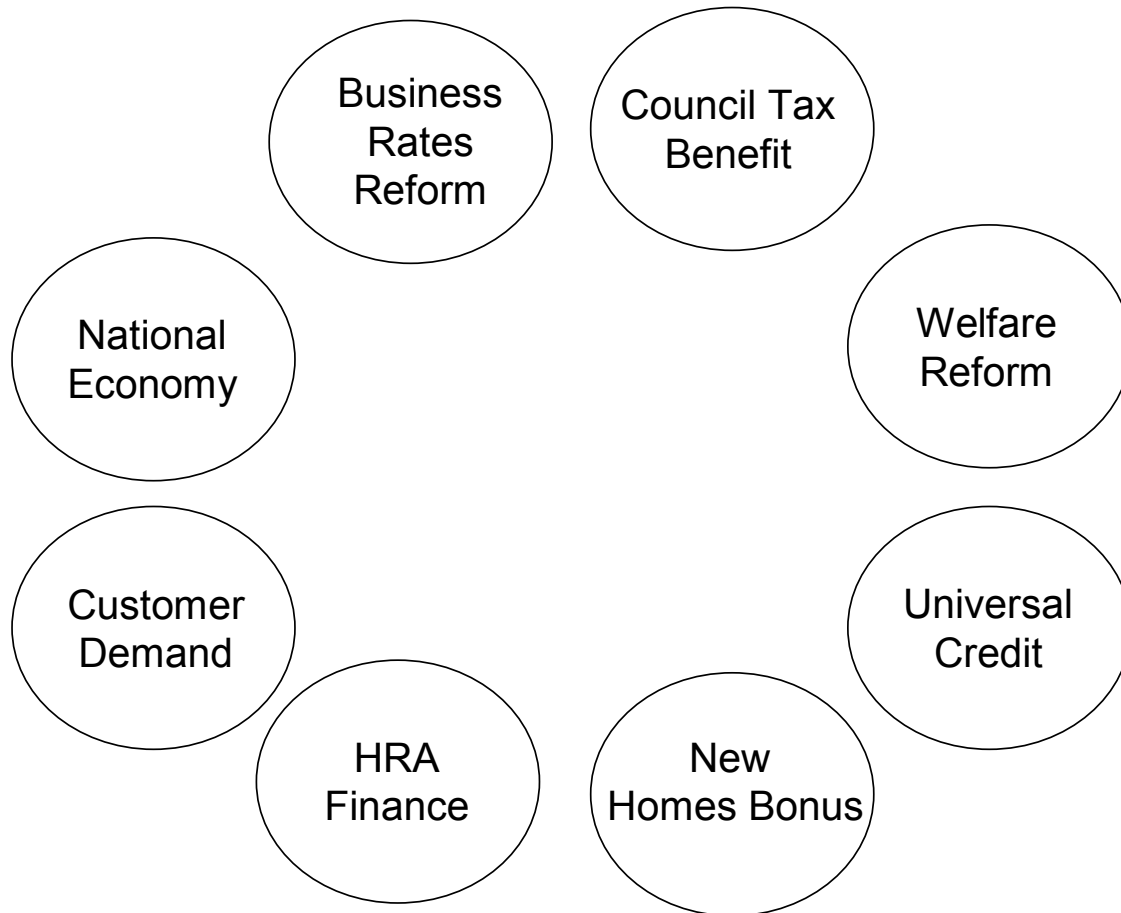 Business
Rates
Reform
Council Tax
Benefit
National
Economy
Welfare
Reform
Customer
Demand
Universal
Credit
HRA
Finance
New
Homes Bonus